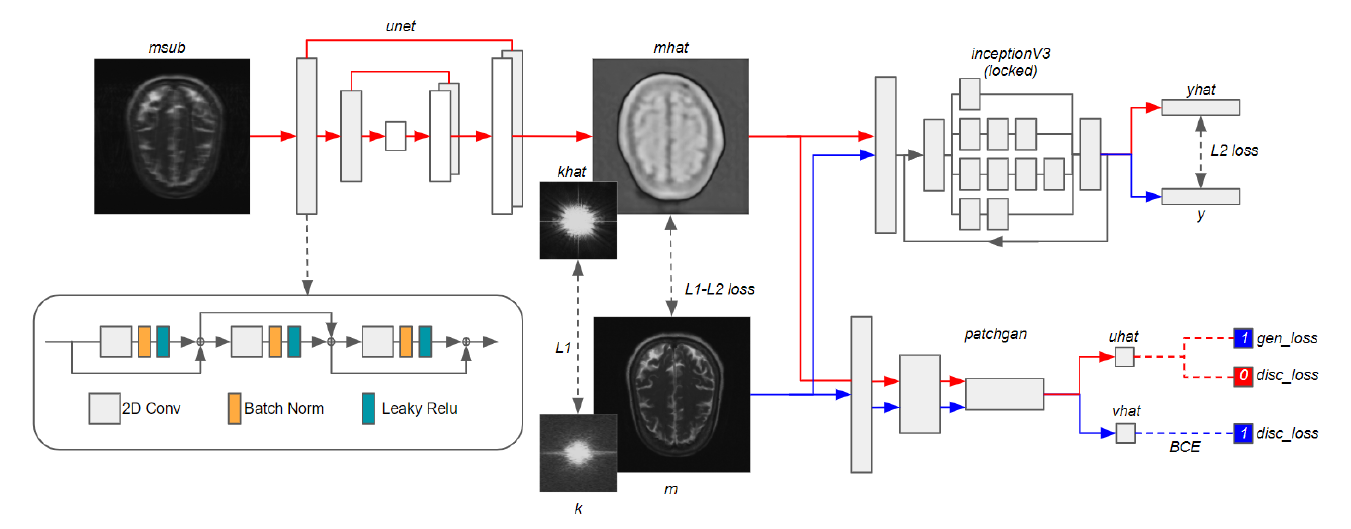 unet
msub
mhat
inceptionV3
(locked)
yhat
L2 loss
y
khat
L1-L2 loss
L1
patchgan
uhat
1 gen_loss
0 disc_loss
vhat
1 disc_loss
BCE
2D Conv
Batch Norm
Leaky Relu
m
k